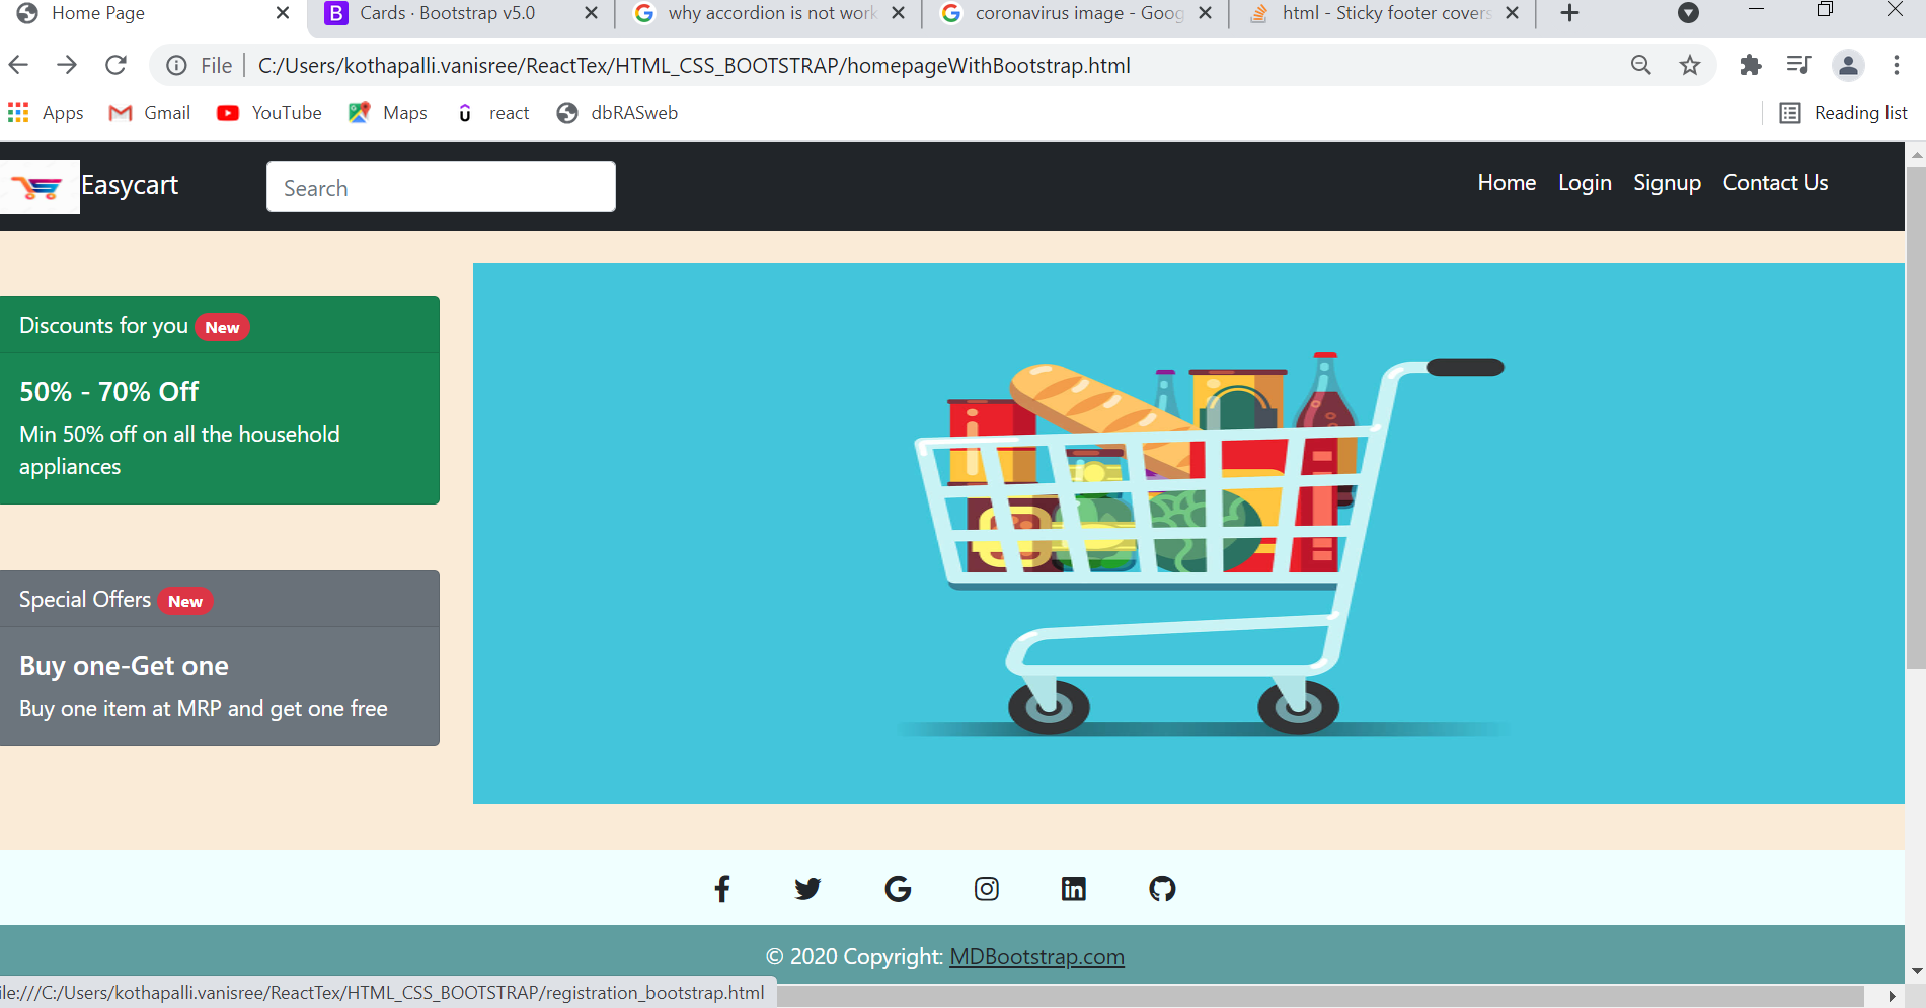 Home Page
Cards · Bootstrap v5.0
why accordion is not work
coronavirus image - Goog
html - Sticky footer covers
File
C:/Users/kothapalli.vanisree/ReactTex/HTML_CSS_BOOTSTRAP/homepageWithBootstrap.html
Apps Gmail YouTube Maps react dbRASweb Reading list
Easycart Search Home Login Signup Contact Us
Discounts for you New
50% - 70% Off
Min 50% off on all the household
appliances
Special Offers New
Buy one-Get one
Buy one item at MRP and get one free
© 2020 Copyright: MDBootstrap.com
ile:///C:/Users/kothapalli.vanisree/ReactTex/HTML_CSS_BOOTSTRAP/registration_bootstrap.html